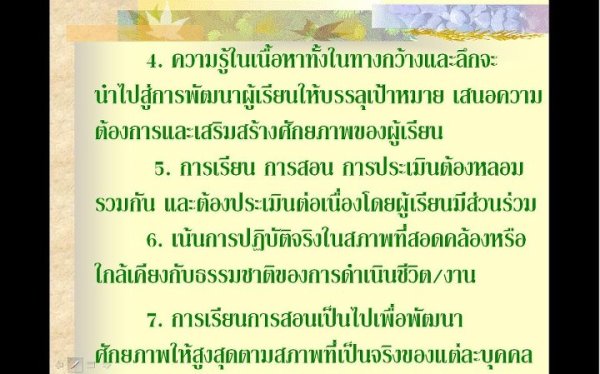 4. ความรู้ในเนื้อหาทั้งในทางกว้างและลึกจะ
นำไปสู่การพัฒนาผู้เรียนให้บรรลุเป้าหมาย เสนอความ
ต้องการและเสริมสร้างศักยภาพของผู้เรียน
5. การเรียน การสอน การประเมินต้องหลอม
รวมกัน และต้องประเมินต่อเนื่องโดยผู้เรียนมีส่วนร่วม
6. เน้นการปฏิบัติจริงในสภาพที่สอดคล้องหรือ
ใกล้เคียงกับธรรมชาติของการดำเนินชีวิต/งาน
7. การเรียนการสอนเป็นไปเพื่อพัฒนา
ศักยภาพให้สูงสุดตามสภาพที่เป็นจริงของแต่ละบุคคล